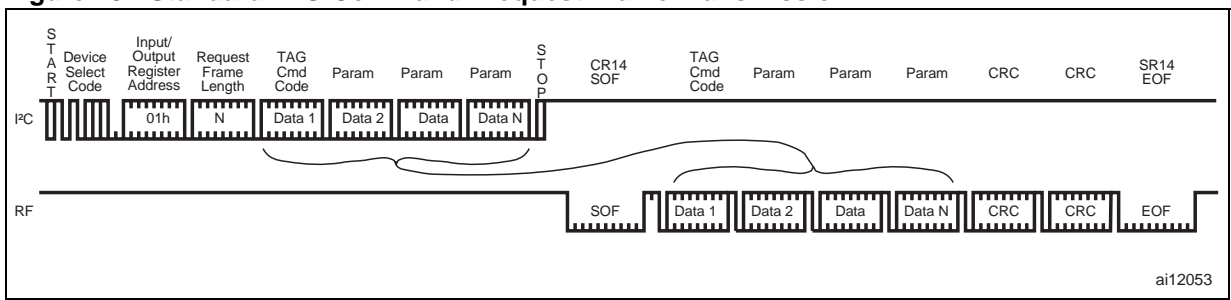 START
Device Select Code
Input/ Output Register Address
Request Frame Length
TAG Cmd Code
Param
Param
Param
STOP
CR14 SOF
TAG Cmd Code
Param
Param
Param
CRC
CRC
SR14 EOF
I²C
01h
N
Data 1
Data 2
Data
Data N
RF
SOF
Data 1
Data 2
Data
Data N
CRC
CRC
EOF
ai12053